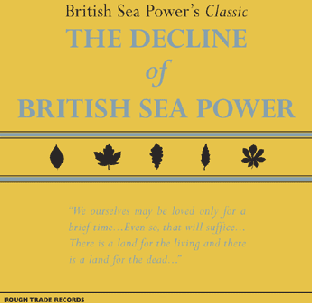 British Sea Power's Classic
THE DECLINE
of
BRITISH SEA POWER
"We ourselves may be loved only for a
brief time...Even so, that will suffice...
There is a land for the living and there
is a land for the dead..."
ROUGH TRADE RECORDS